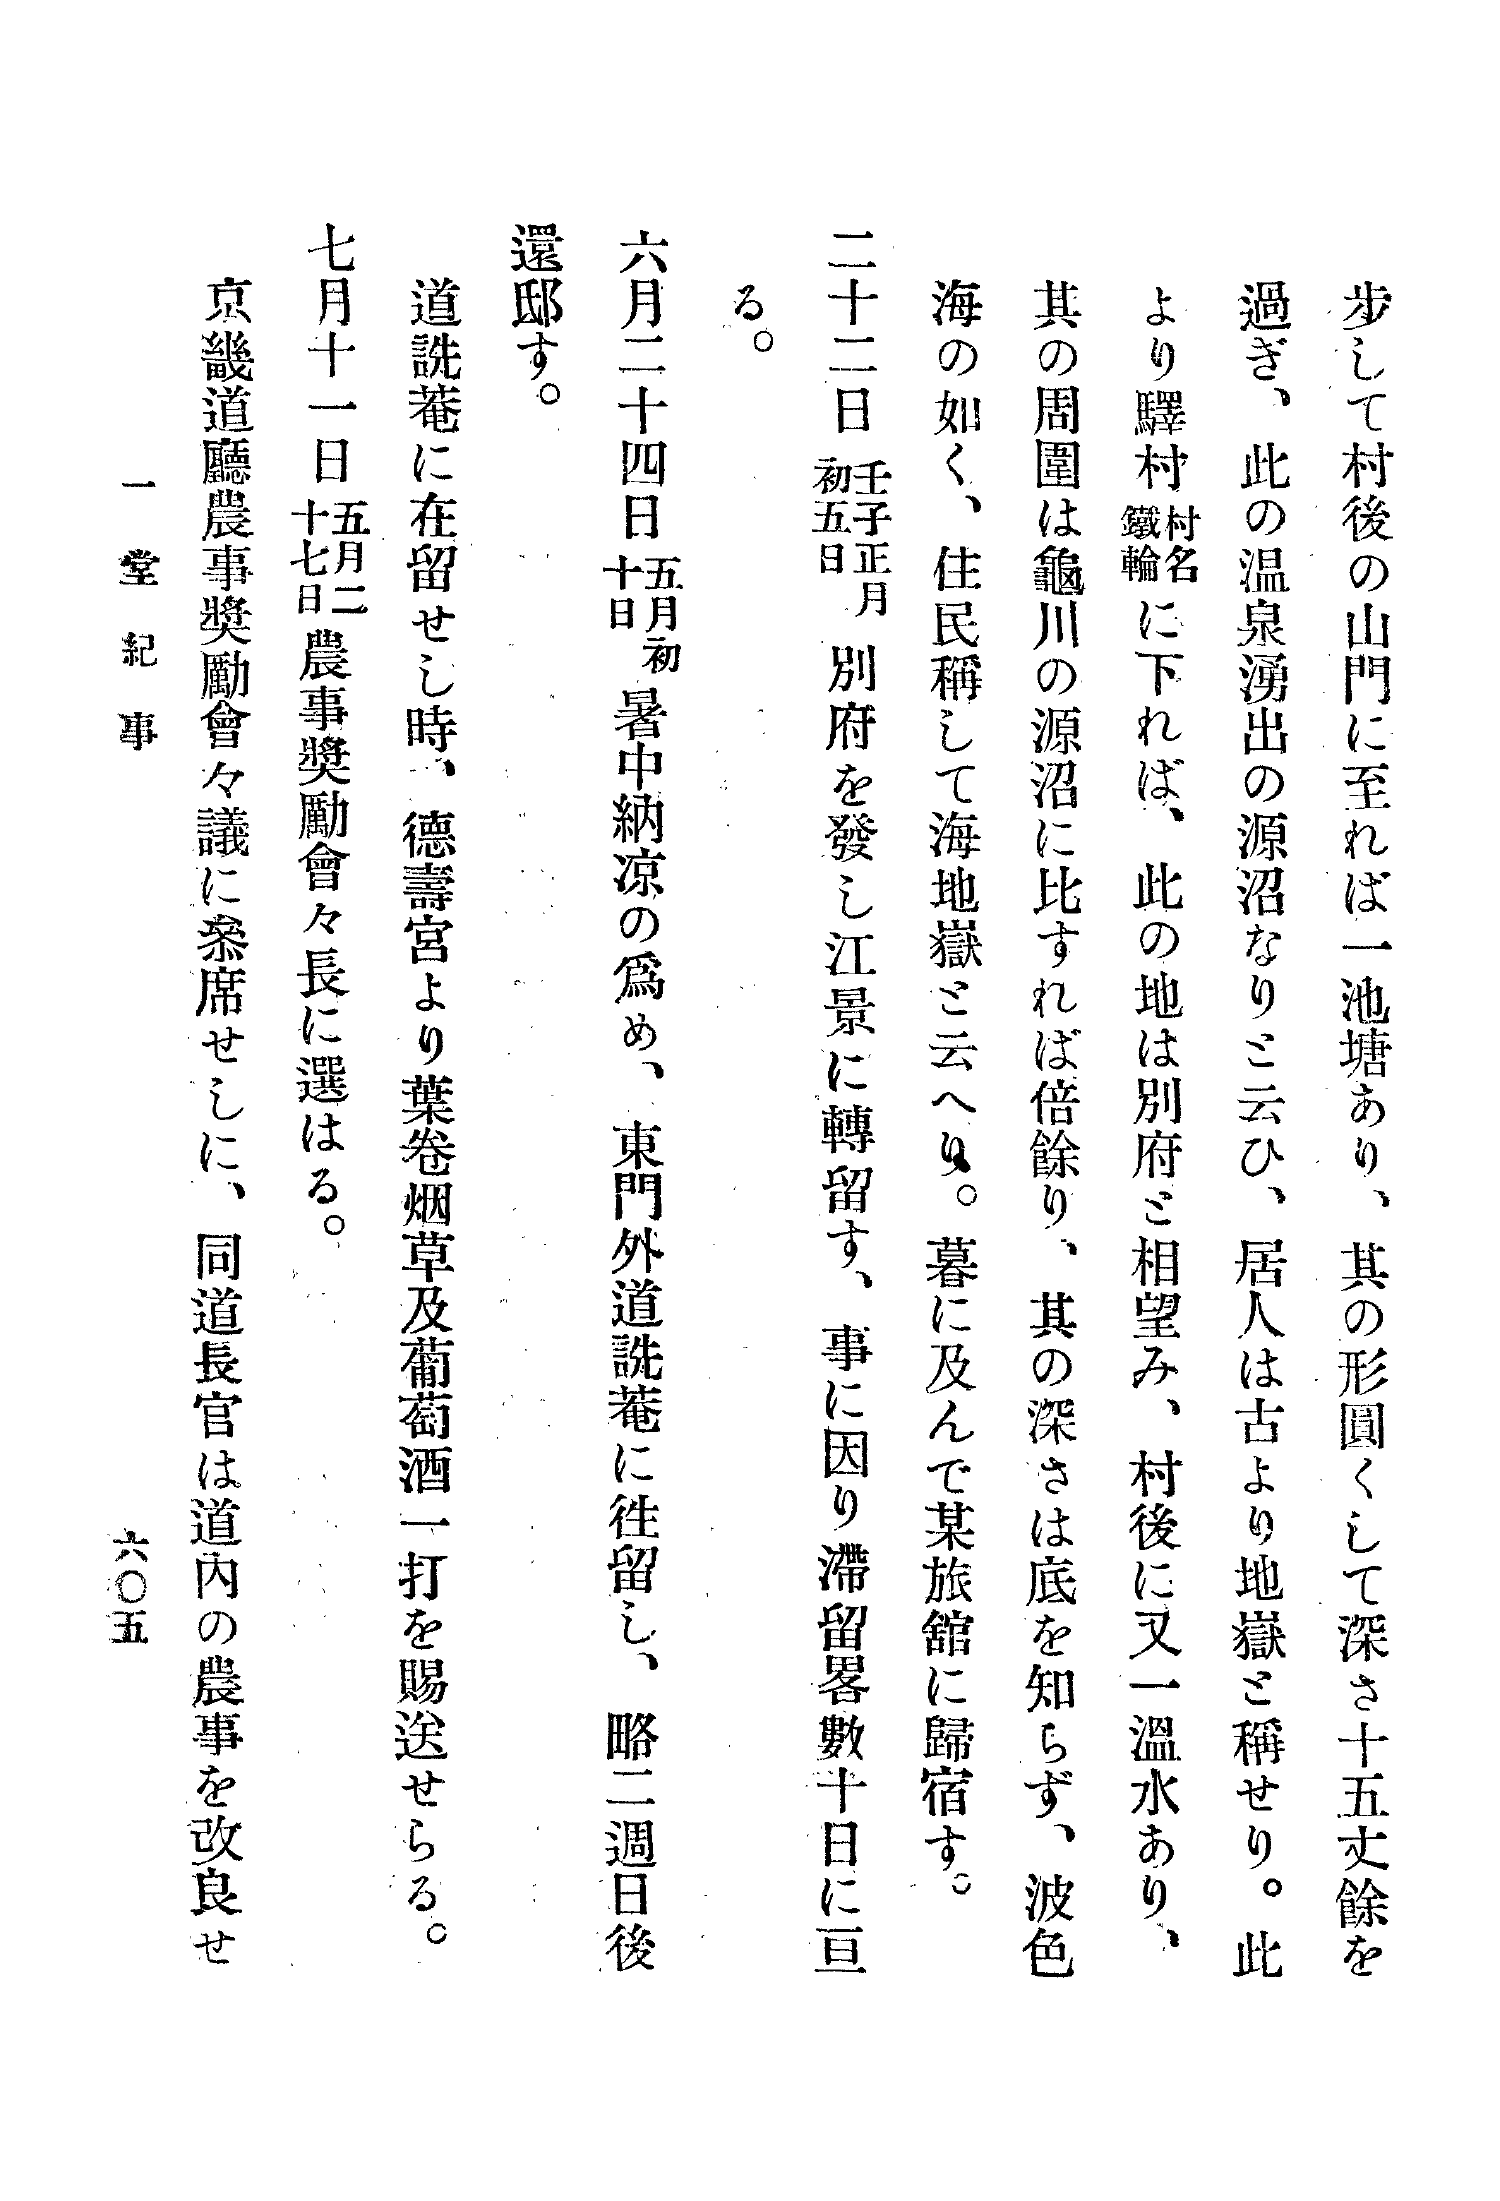 步して村後の山門に至れば一池塘あり、其の形圓くして深さ十五丈餘を
過ぎ、此の温泉湧出の源沼なりと云ひ、居人は古より地嶽と稱せり。此
より驛村村名鐵輪に下れば、此の地は別府と相望み、村後に又一溫水あり、
其の周圍は龜川の源沼に比すれば倍餘り、其の深さは底を知らず、波色
海の如く、住民稱して海地嶽と云へり。暮に及んで某旅舘に歸宿す。
二十二日壬子正月初五日別府を發し江景に轉留す、事に因り滯留畧數十日に亘
る。
六月二十四日五月初十日暑中納凉の爲め、東門外道詵菴に徃留し、略二週日後
還邸す。
道詵菴に在留せし時、德壽宮より葉卷烟草及葡萄酒一打を賜送せらる。
七月十一日五月二十七日農事奬勵會々長に選はる。
京畿道廳農事奬勵會々議に叅席せしに、同道長官は道內の農事を改良せ
一堂紀事
六〇五